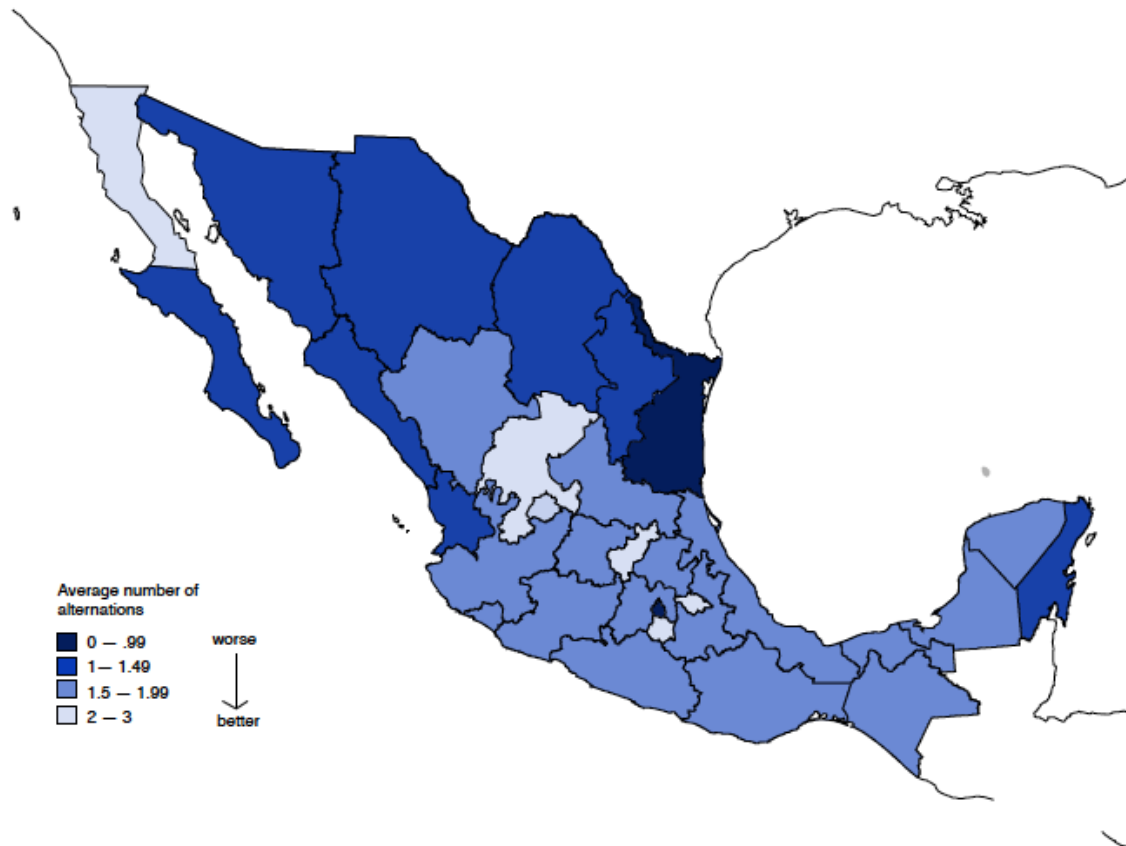 Average number of
alternations
0 — .99
1 — 1.49
1.5 — 1.99
2 — 3
worse
better